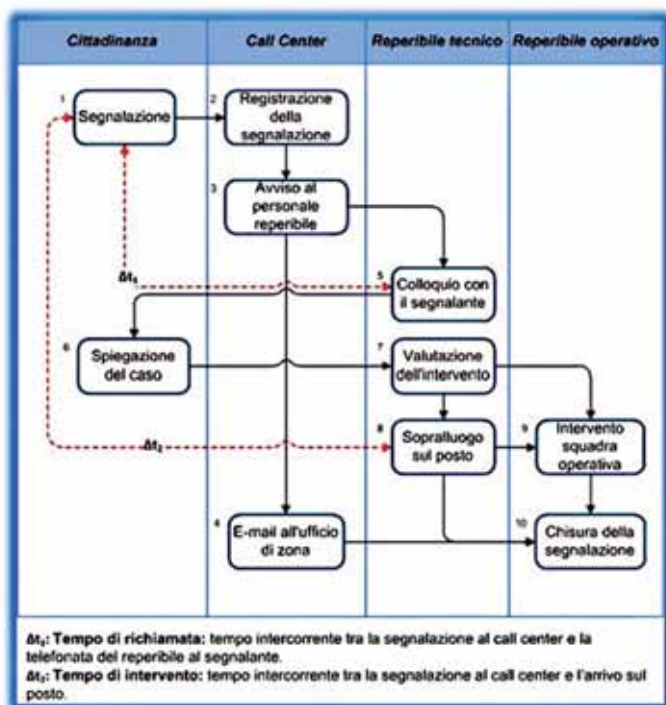 Cittadinanza
Call Center
Reperibile tecnico
Reperibile operativo
1
Segnalazione
2
Registrazione
della
segnalazione
3
Avviso al
personale
reperibile
Δt₁
5
Colloquio con
il segnalante
6
Spiegazione
del caso
7
Valutazione
dell'intervento
8
Sopralluogo
sul posto
9
Intervento
squadra
operativa
Δt₂
4
E-mail all'ufficio
di zona
10
Chisura della
segnalazione
Δt₁: Tempo di richiamata: tempo intercorrente tra la segnalazione al call center e la
telefonata del reperibile al segnalante.
Δt₂: Tempo di intervento: tempo intercorrente tra la segnalazione al call center e l'arrivo sul
posto.